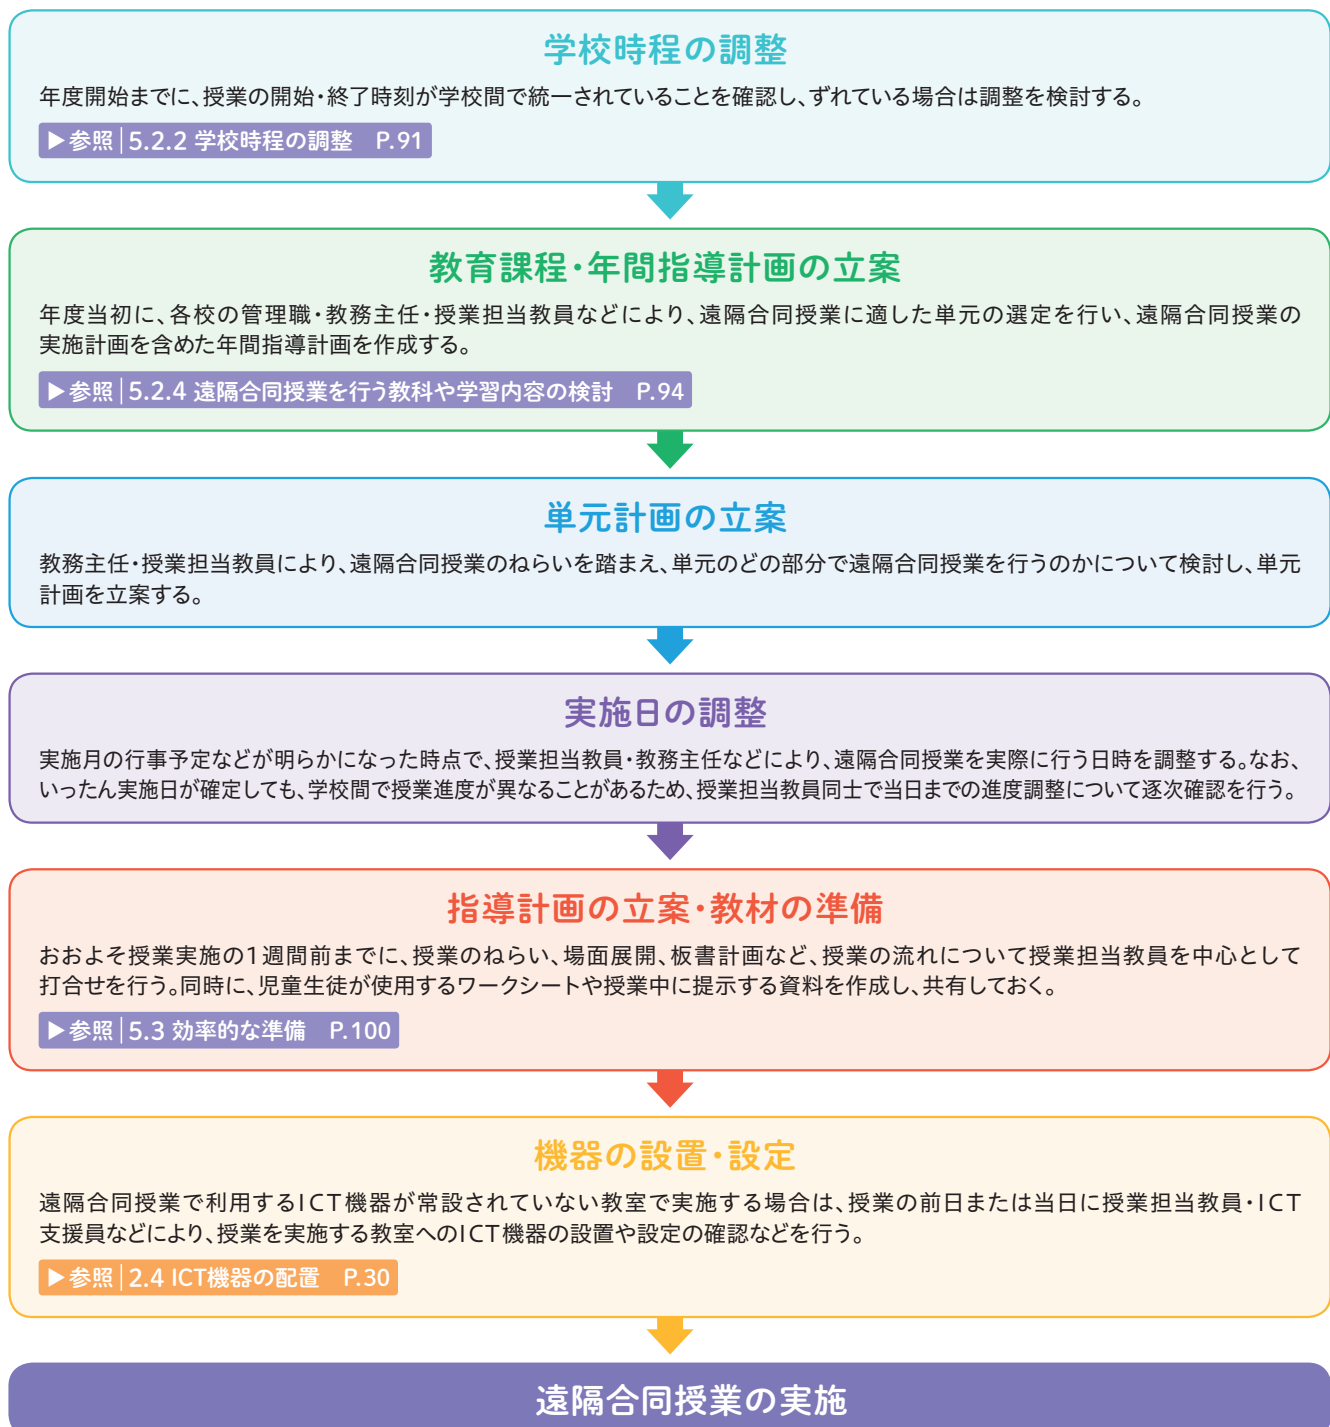 学校時程の調整
年度開始までに、授業の開始・終了時刻が学校間で統一されていることを確認し、ずれている場合は調整を検討する。
▶参照│5.2.2 学校時程の調整　P.91
教育課程・年間指導計画の立案
年度当初に、各校の管理職・教務主任・授業担当教員などにより、遠隔合同授業に適した単元の選定を行い、遠隔合同授業の
実施計画を含めた年間指導計画を作成する。
▶参照│5.2.4 遠隔合同授業を行う教科や学習内容の検討　P.94
単元計画の立案
教務主任・授業担当教員により、遠隔合同授業のねらいを踏まえ、単元のどの部分で遠隔合同授業を行うのかについて検討し、単元
計画を立案する。
実施日の調整
実施月の行事予定などが明らかになった時点で、授業担当教員・教務主任などにより、遠隔合同授業を実際に行う日時を調整する。なお、
いったん実施日が確定しても、学校間で授業進度が異なることがあるため、授業担当教員同士で当日までの進度調整について逐次確認を行う。
指導計画の立案・教材の準備
おおよそ授業実施の1週間前までに、授業のねらい、場面展開、板書計画など、授業の流れについて授業担当教員を中心として
打合せを行う。同時に、児童生徒が使用するワークシートや授業中に提示する資料を作成し、共有しておく。
▶参照│5.3 効率的な準備　P.100
機器の設置・設定
遠隔合同授業で利用するICT機器が常設されていない教室で実施する場合は、授業の前日または当日に授業担当教員・ICT
支援員などにより、授業を実施する教室へのICT機器の設置や設定の確認などを行う。
▶参照│2.4 ICT機器の配置　P.30
遠隔合同授業の実施